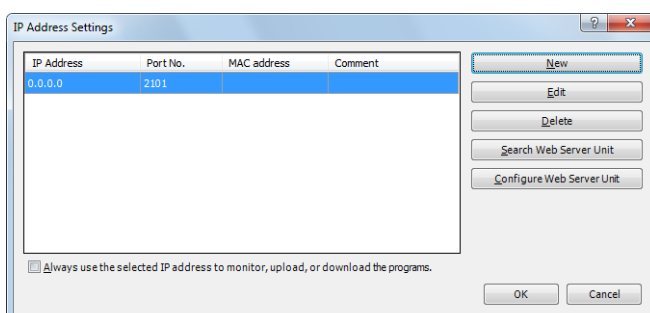 IP Address Settings
IP Address Port No. MAC address Comment
0.0.0.0 2101
New
Edit
Delete
Search Web Server Unit
Configure Web Server Unit
Always use the selected IP address to monitor, upload, or download the programs.
OK Cancel